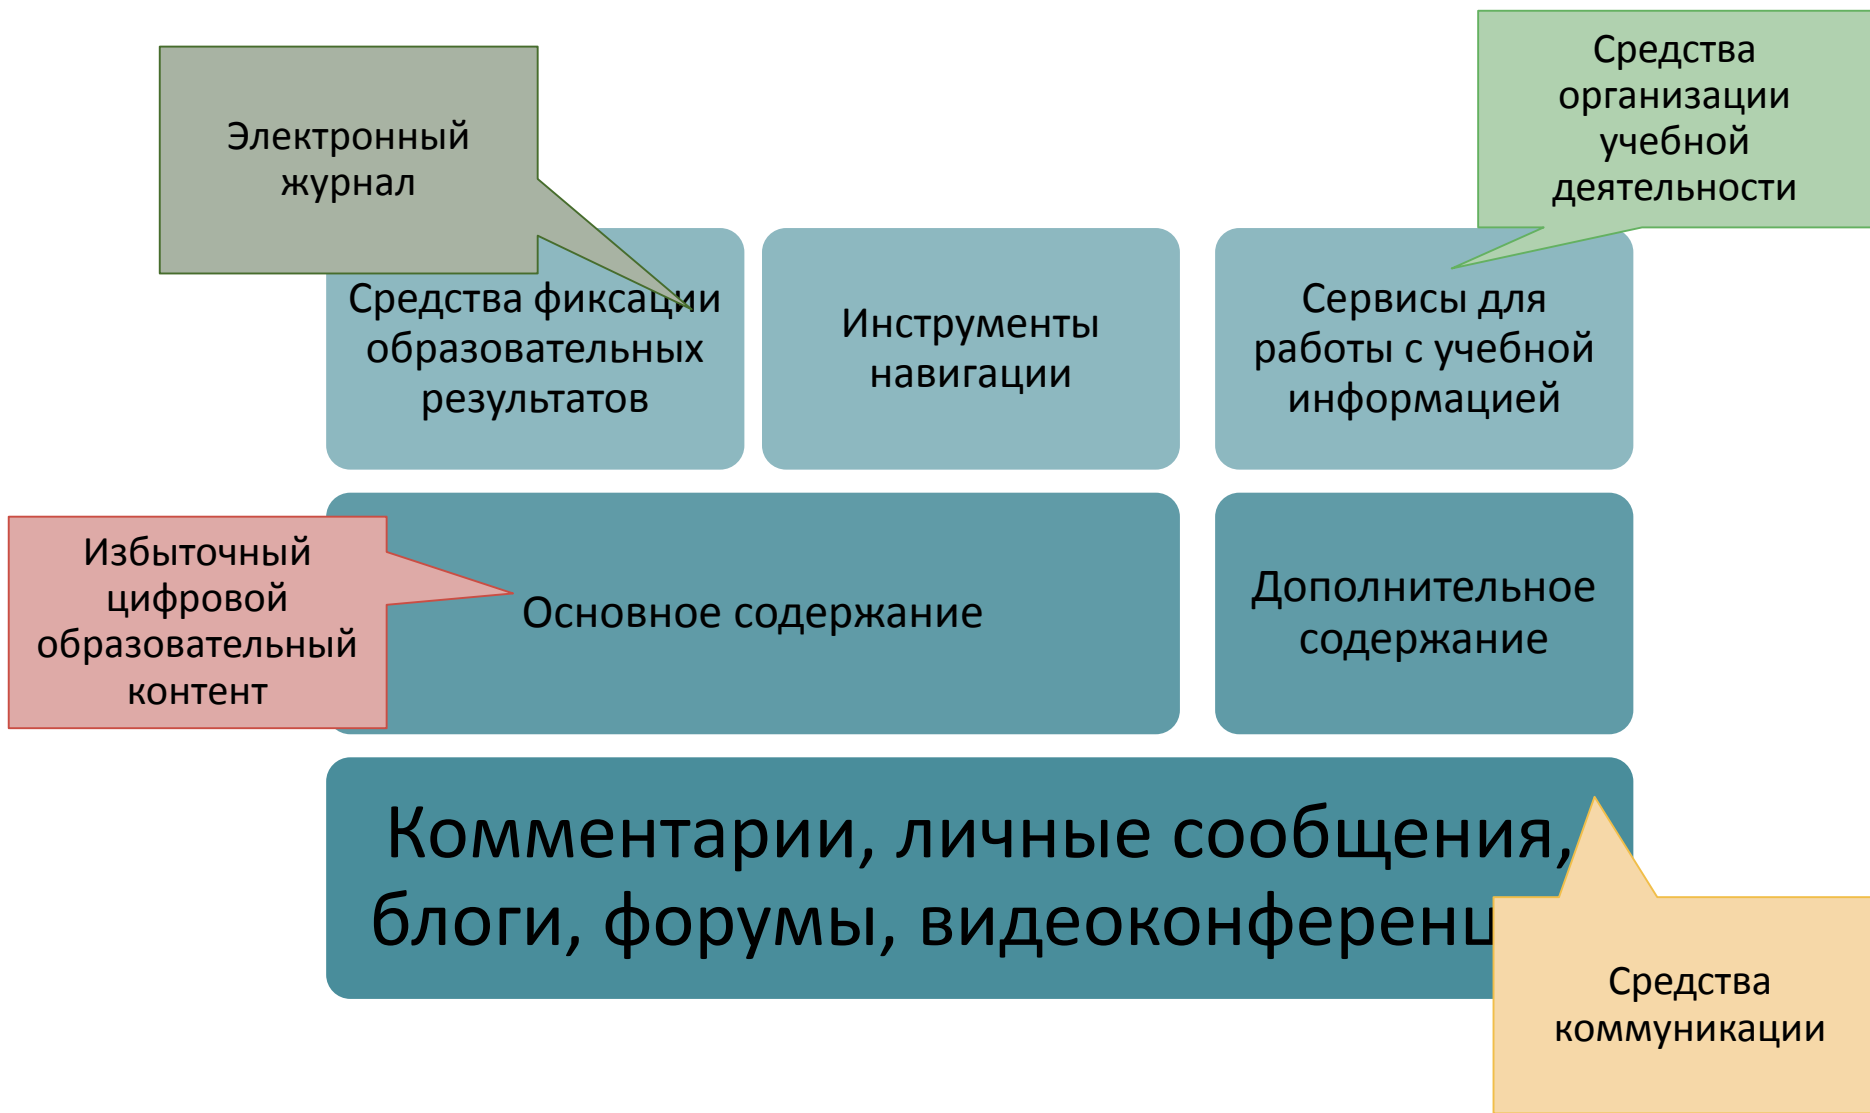 Электронный
журнал
Средства
организации
учебной
деятельности
Средства фиксации
образовательных
результатов
Инструменты
навигации
Сервисы для
работы с учебной
информацией
Избыточный
цифровой
образовательный
контент
Основное содержание
Дополнительное
содержание
Комментарии, личные сообщения,
блоги, форумы,
Средства
коммуникации